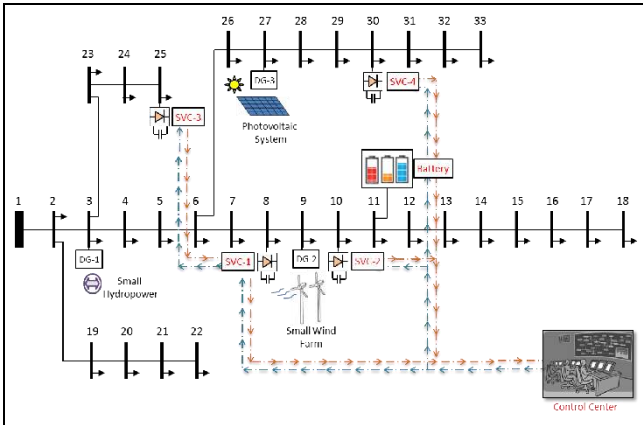 26 27 28 29 30 31 32 33
23 24 25
DG-3
SVC-4
SVC-3
Photovoltaic
System
Battery
1 2 3 4 5 6 7 8 9 10 11 12 13 14 15 16 17 18
DG-1
SVC-1
DG-2
SVC-2
Small
Hydropower
Small Wind
Farm
19 20 21 22
Control Center